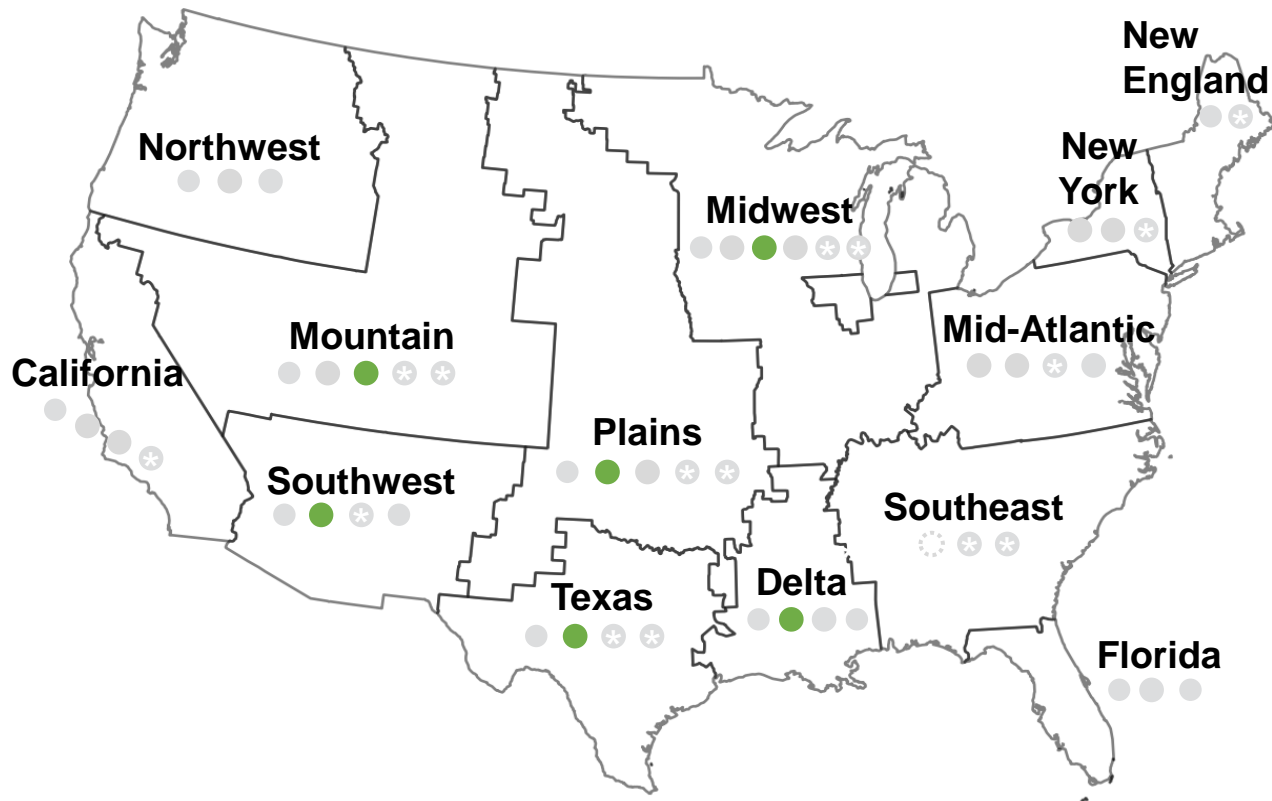 New
England
Northwest
New
York
Midwest
Mountain
Mid-Atlantic
California
Plains
Southwest
Southeast
Delta
Texas
Florida